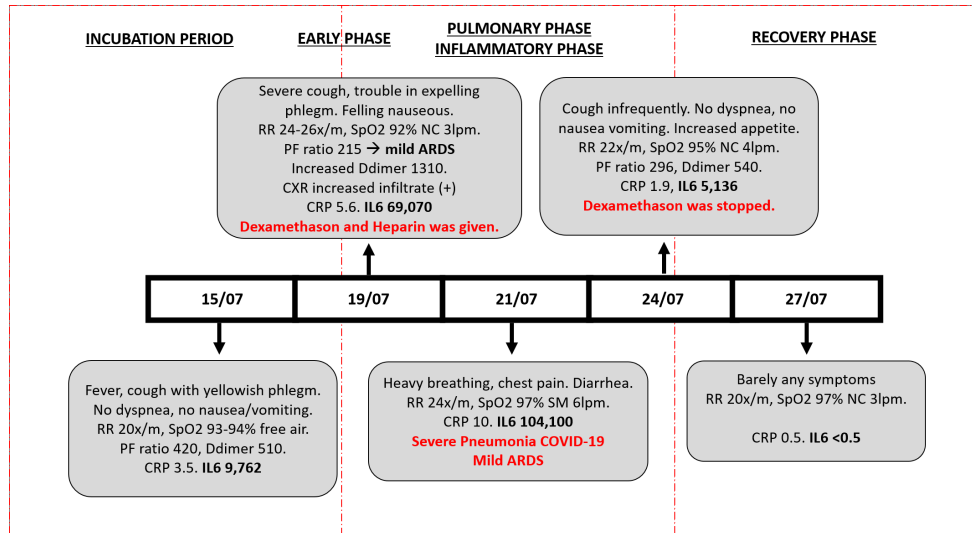 INCUBATION PERIOD
EARLY PHASE
PULMONARY PHASE
INFLAMMATORY PHASE
RECOVERY PHASE
Severe cough, trouble in expelling
phlegm. Felling nauseous.
RR 24-26x/m, SpO2 92% NC 3lpm.
PF ratio 215 → mild ARDS
Increased Ddimer 1310.
CXR increased infiltrate (+)
CRP 5.6. IL6 69,070
Dexamethason and Heparin was given.
Cough infrequently. No dyspnea, no
nausea vomiting. Increased appetite.
RR 22x/m, SpO2 95% NC 4lpm.
PF ratio 296, Ddimer 540.
CRP 1.9, IL6 5,136
Dexamethason was stopped.
15/07
19/07
21/07
24/07
27/07
Fever, cough with yellowish phlegm.
No dyspnea, no nausea/vomiting.
RR 20x/m, SpO2 93-94% free air.
PF ratio 420, Ddimer 510.
CRP 3.5. IL6 9,762
Heavy breathing, chest pain. Diarrhea.
RR 24x/m, SpO2 97% SM 6lpm.
CRP 10. IL6 104,100
Severe Pneumonia COVID-19
Mild ARDS
Barely any symptoms
RR 20x/m, SpO2 97% NC 3lpm.
CRP 0.5. IL6 <0.5